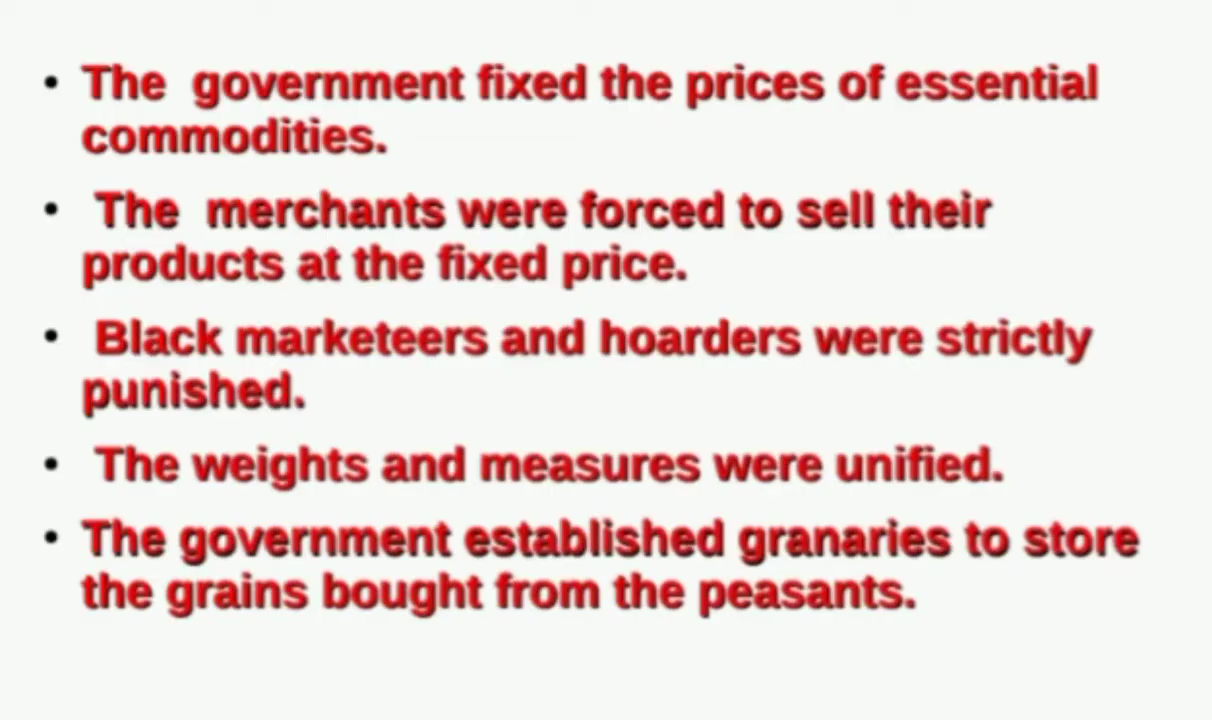 • The government fixed the prices of essential
commodities.
• The merchants were forced to sell their
products at the fixed price.
• Black marketeers and hoarders were strictly
punished.
• The weights and measures were unified.
• The government established granaries to store
the grains bought from the peasants.